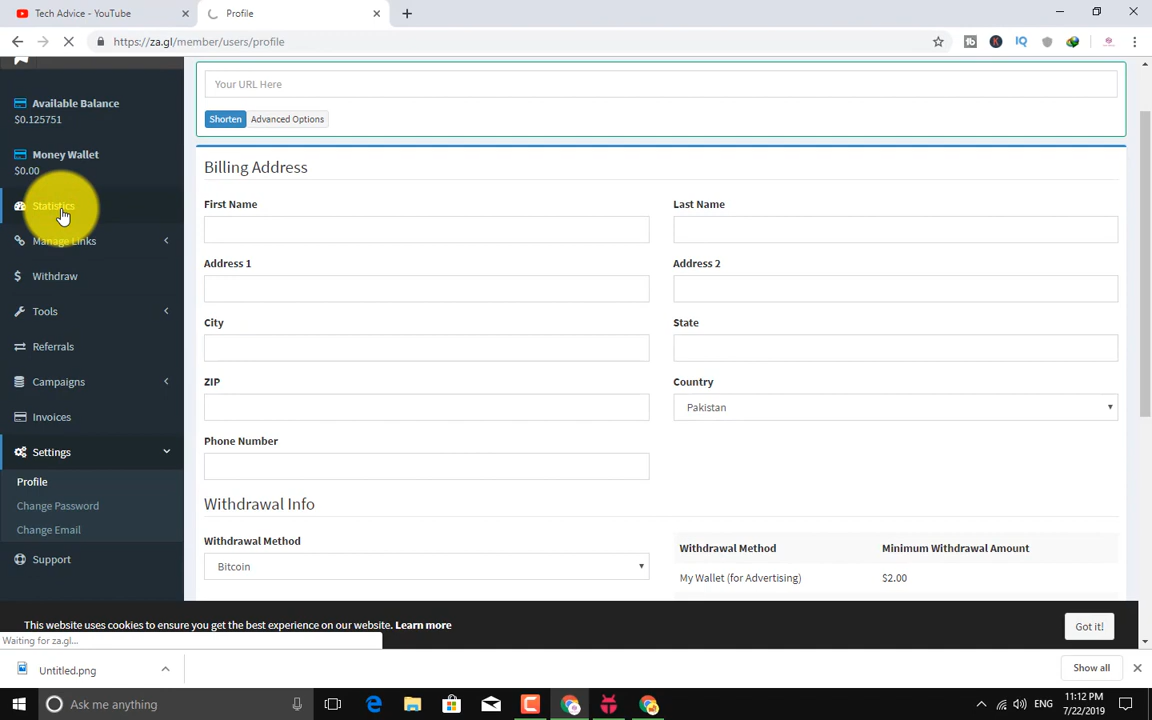 Tech Advice - YouTube
Profile
https://za.gl/member/users/profile
Your URL Here
Shorten
Advanced Options
Available Balance
$0.125751
Money Wallet
$0.00
Statistics
Manage Links
Withdraw
Tools
Referrals
Campaigns
Invoices
Settings
Profile
Change Password
Change Email
Support
Billing Address
First Name
Last Name
Address 1
Address 2
City
State
ZIP
Country
Pakistan
Phone Number
Withdrawal Info
Withdrawal Method
Bitcoin
Withdrawal Method
Minimum Withdrawal Amount
My Wallet (for Advertising)
$2.00
This website uses cookies to ensure you get the best experience on our website. Learn more
Got it!
Waiting for za.gl...
Untitled.png
Show all
Ask me anything
ENG
11:12 PM
7/22/2019